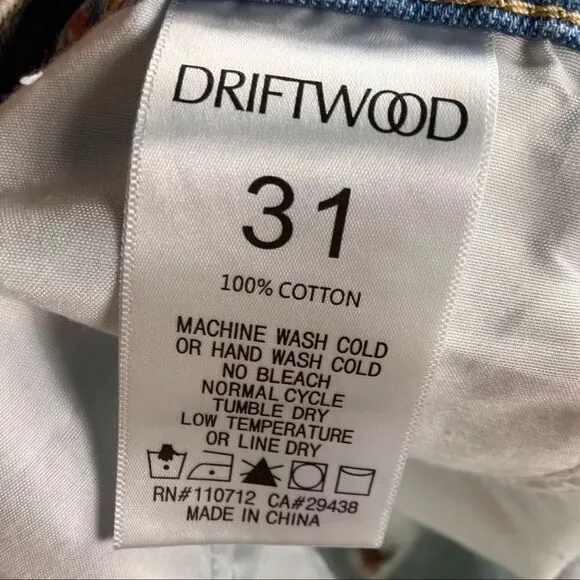 DRIFTWOOD
31
100% COTTON
MACHINE WASH COLD
OR HAND WASH COLD
NO BLEACH
NORMAL CYCLE
TUMBLE DRY
LOW TEMPERATURE
OR LINE DRY
RN#110712 CA#29438
MADE IN CHINA